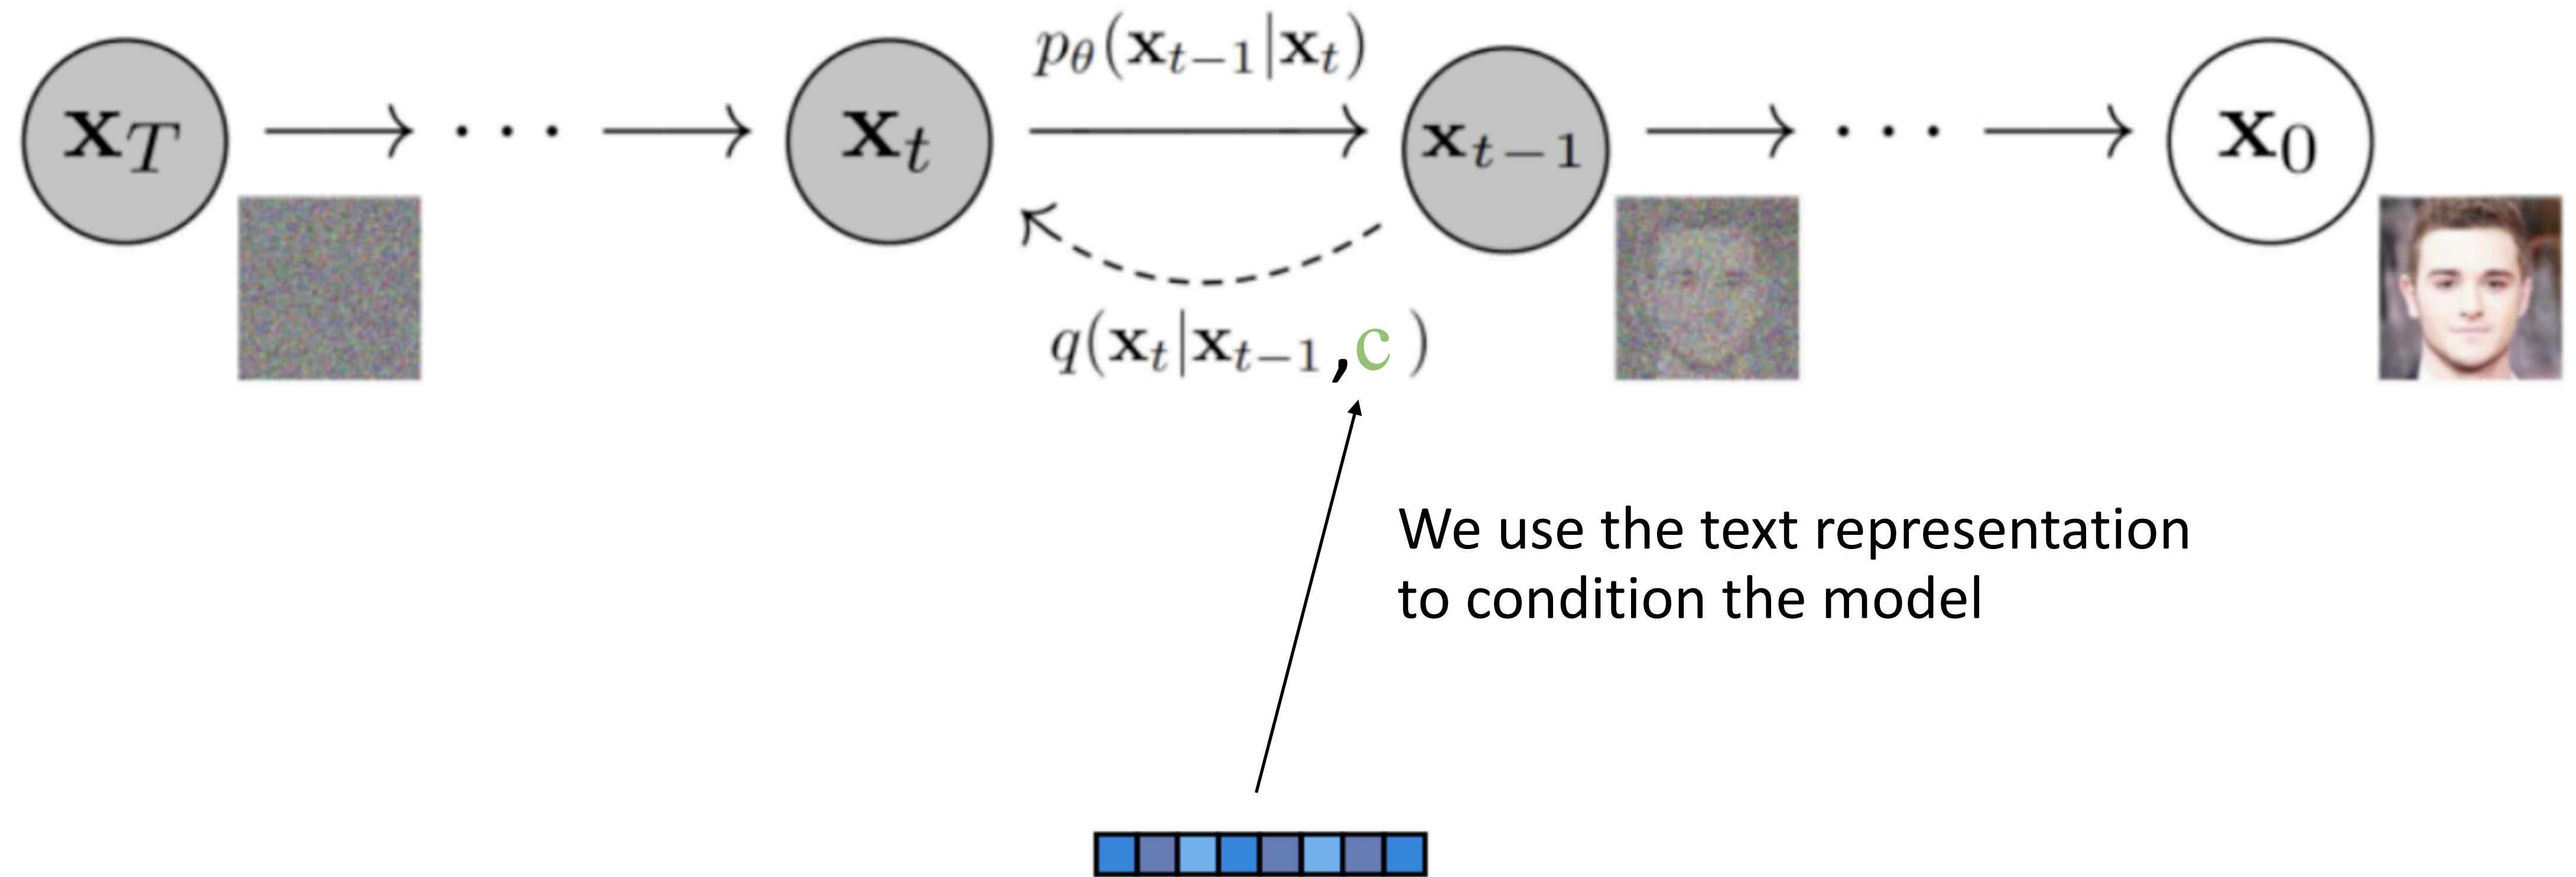 p_θ(x_{t−1}|x_t)
x_T → ··· → x_t → x_{t−1} → ··· → x_0
q(x_t|x_{t−1},c)
We use the text representation
to condition the model